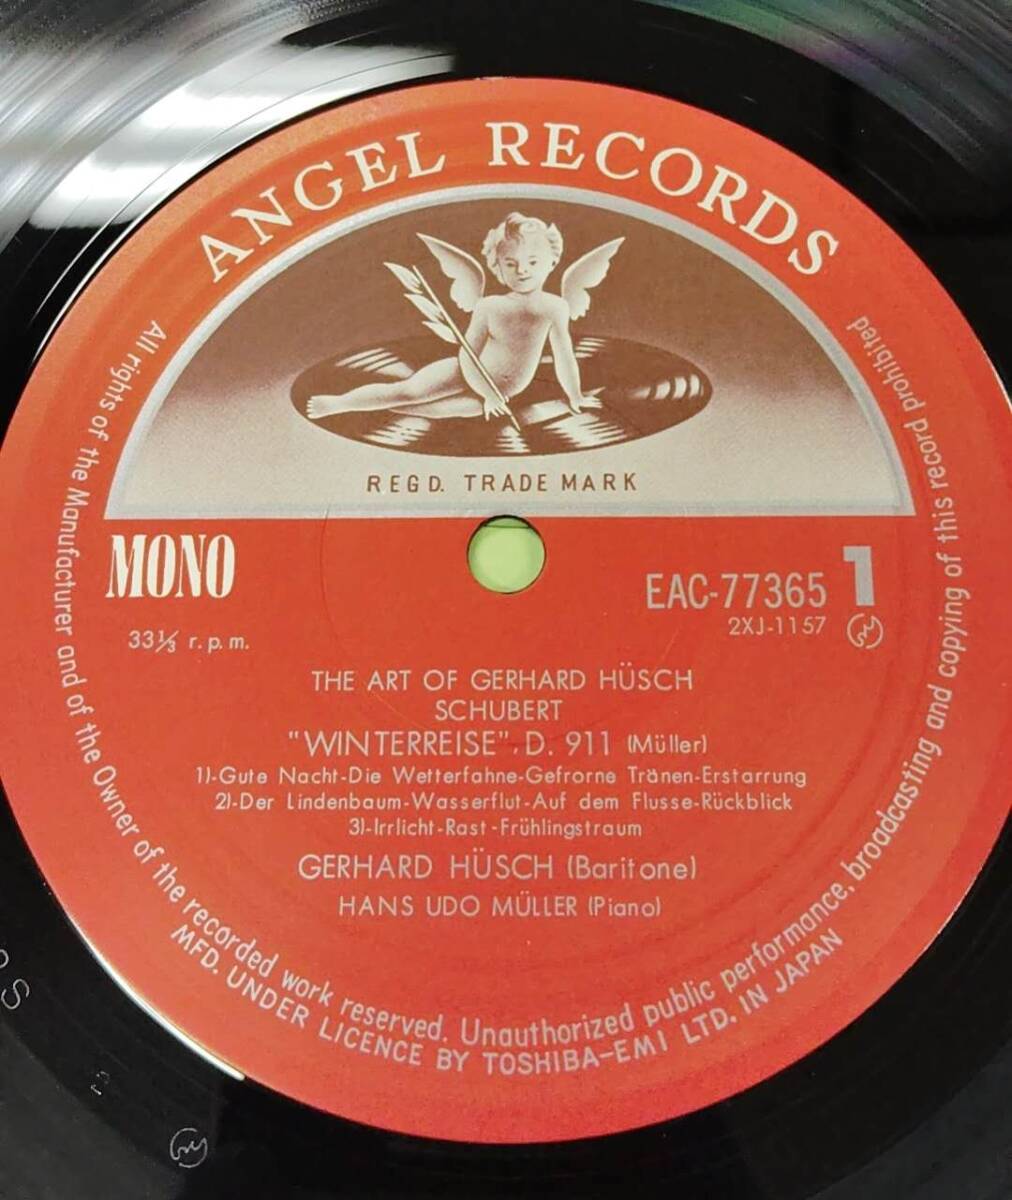 ANGEL RECORDS
REGD. TRADE MARK
MONO
33⅓ r.p.m.
EAC-77365
1
2XJ-1157
THE ART OF GERHARD HÜSCH
SCHUBERT
"WINTERREISE". D. 911 (Müller)
1)-Gute Nacht-Die Wetterfahne-Gefrorne Tränen-Erstarrung
2)-Der Lindenbaum-Wasserflut-Auf dem Flusse-Rückblick
3)-Irrlicht-Rast-Frühlingstraum
GERHARD HÜSCH (Baritone)
HANS UDO MÜLLER (Piano)
All rights of the Manufacturer and of the Owner of the recorded work reserved. Unauthorized public performance, broadcasting and copying of this record prohibited
MFD. UNDER LICENCE BY TOSHIBA-EMI LTD. IN JAPAN